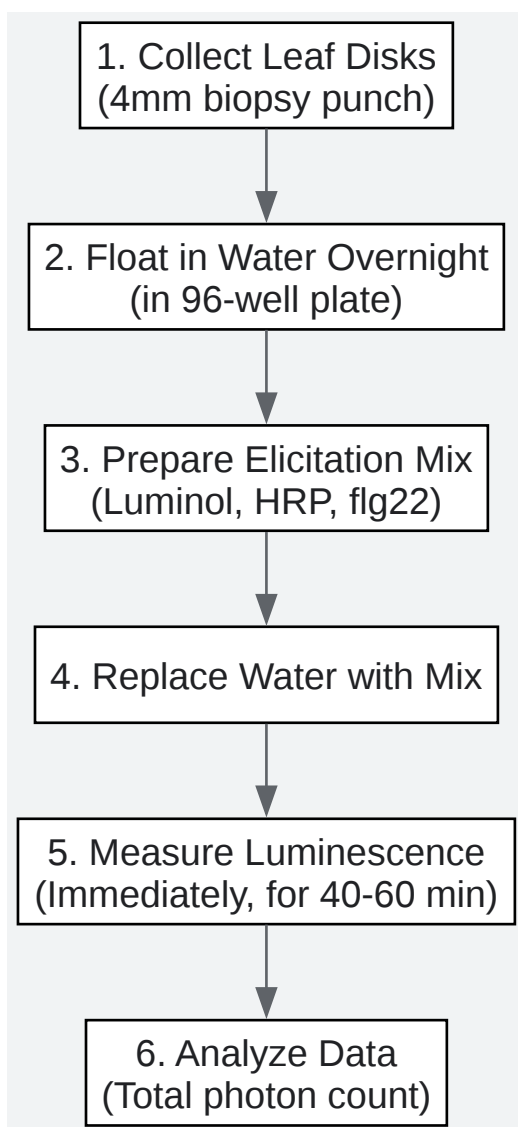 1. Collect Leaf Disks
(4mm biopsy punch)
2. Float in Water Overnight
(in 96-well plate)
3. Prepare Elicitation Mix
(Luminol, HRP, flg22)
4. Replace Water with Mix
5. Measure Luminescence
(Immediately, for 40-60 min)
6. Analyze Data
(Total photon count)